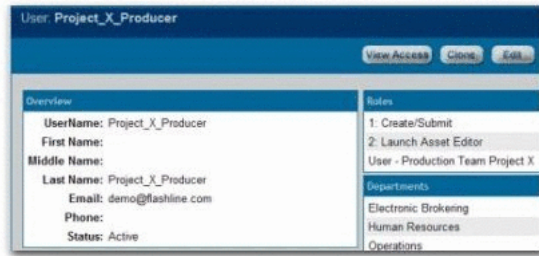 User: Project_X_Producer
View Access Clone Edit
Overview
UserName: Project_X_Producer
First Name:
Middle Name:
Last Name: Project_X_Producer
Email: demo@flashline.com
Phone:
Status: Active
Roles
1: Create/Submit
2: Launch Asset Editor
User - Production Team Project X
Departments
Electronic Brokering
Human Resources
Operations